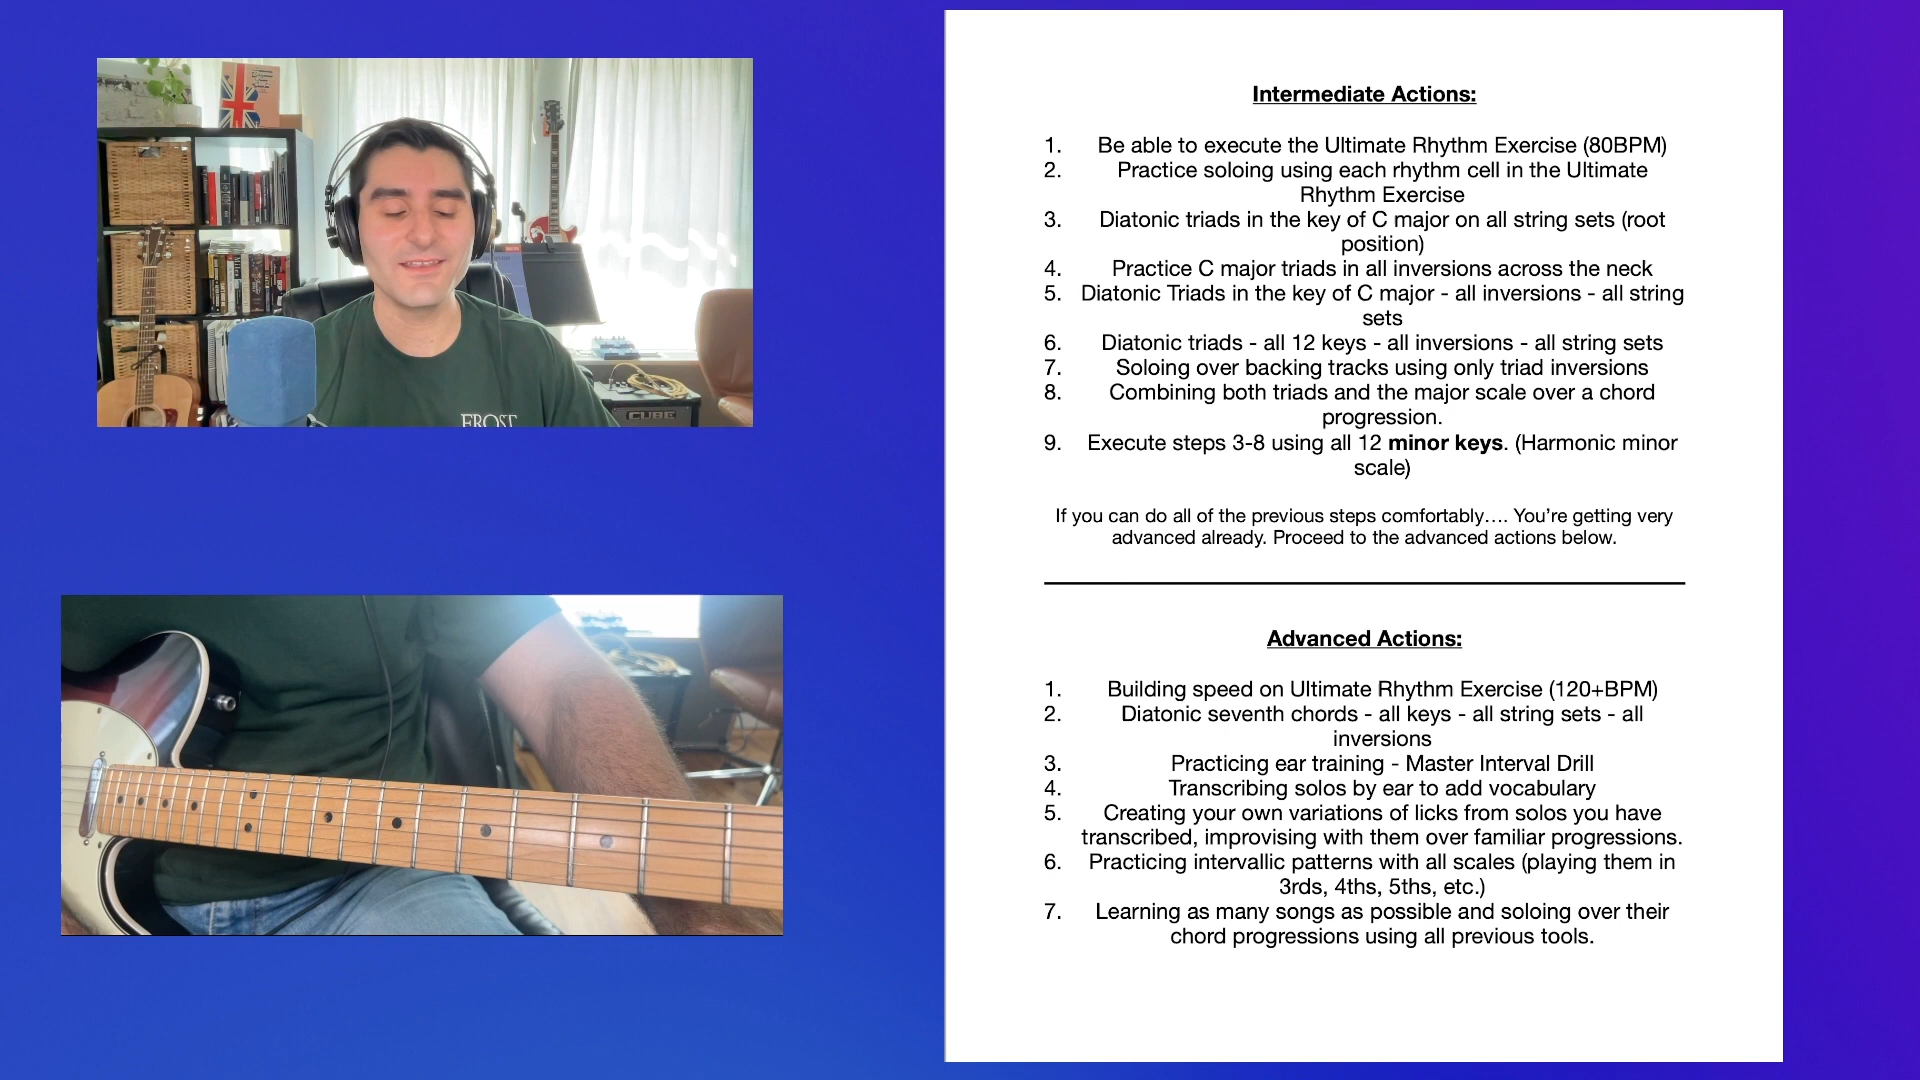 FROST
CUBE
Intermediate Actions:
1. Be able to execute the Ultimate Rhythm Exercise (80BPM)
2. Practice soloing using each rhythm cell in the Ultimate
Rhythm Exercise
3. Diatonic triads in the key of C major on all string sets (root
position)
4. Practice C major triads in all inversions across the neck
5. Diatonic Triads in the key of C major - all inversions - all string
sets
6. Diatonic triads - all 12 keys - all inversions - all string sets
7. Soloing over backing tracks using only triad inversions
8. Combining both triads and the major scale over a chord
progression.
9. Execute steps 3-8 using all 12 minor keys. (Harmonic minor
scale)
If you can do all of the previous steps comfortably…. You’re getting very
advanced already. Proceed to the advanced actions below.
Advanced Actions:
1. Building speed on Ultimate Rhythm Exercise (120+BPM)
2. Diatonic seventh chords - all keys - all string sets - all
inversions
3. Practicing ear training - Master Interval Drill
4. Transcribing solos by ear to add vocabulary
5. Creating your own variations of licks from solos you have
transcribed, improvising with them over familiar progressions.
6. Practicing intervallic patterns with all scales (playing them in
3rds, 4ths, 5ths, etc.)
7. Learning as many songs as possible and soloing over their
chord progressions using all previous tools.